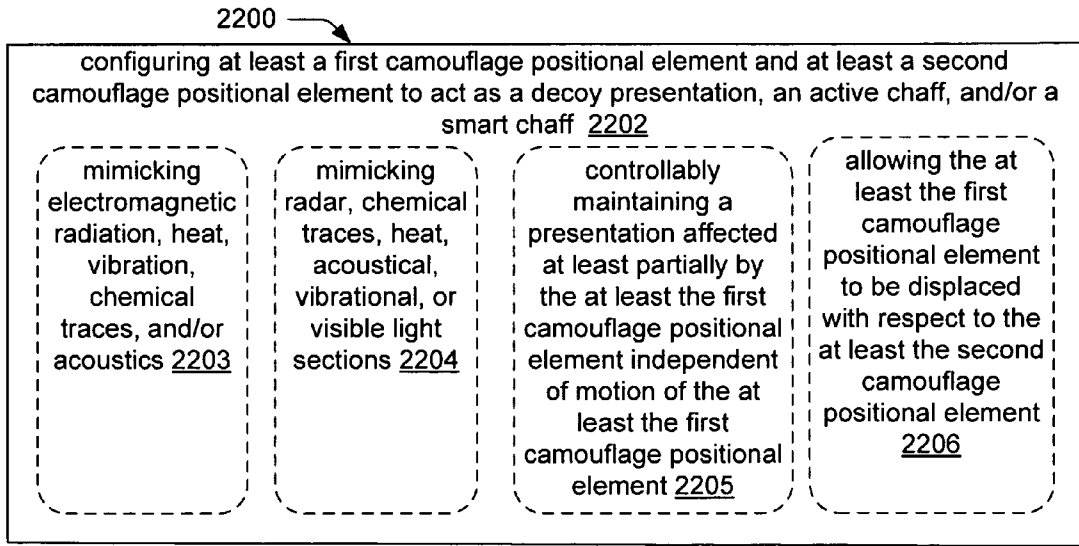 2200
configuring at least a first camouflage positional element and at least a second
camouflage positional element to act as a decoy presentation, an active chaff, and/or a
smart chaff 2202
mimicking
electromagnetic
radiation, heat,
vibration,
chemical
traces, and/or
acoustics 2203
mimicking
radar, chemical
traces, heat,
acoustical,
vibrational, or
visible light
sections 2204
controllably
maintaining a
presentation affected
at least partially by
the at least the first
camouflage positional
element independent
of motion of the at
least the first
camouflage positional
element 2205
allowing the at
least the first
camouflage
positional element
to be displaced
with respect to the
at least the second
camouflage
positional element
2206